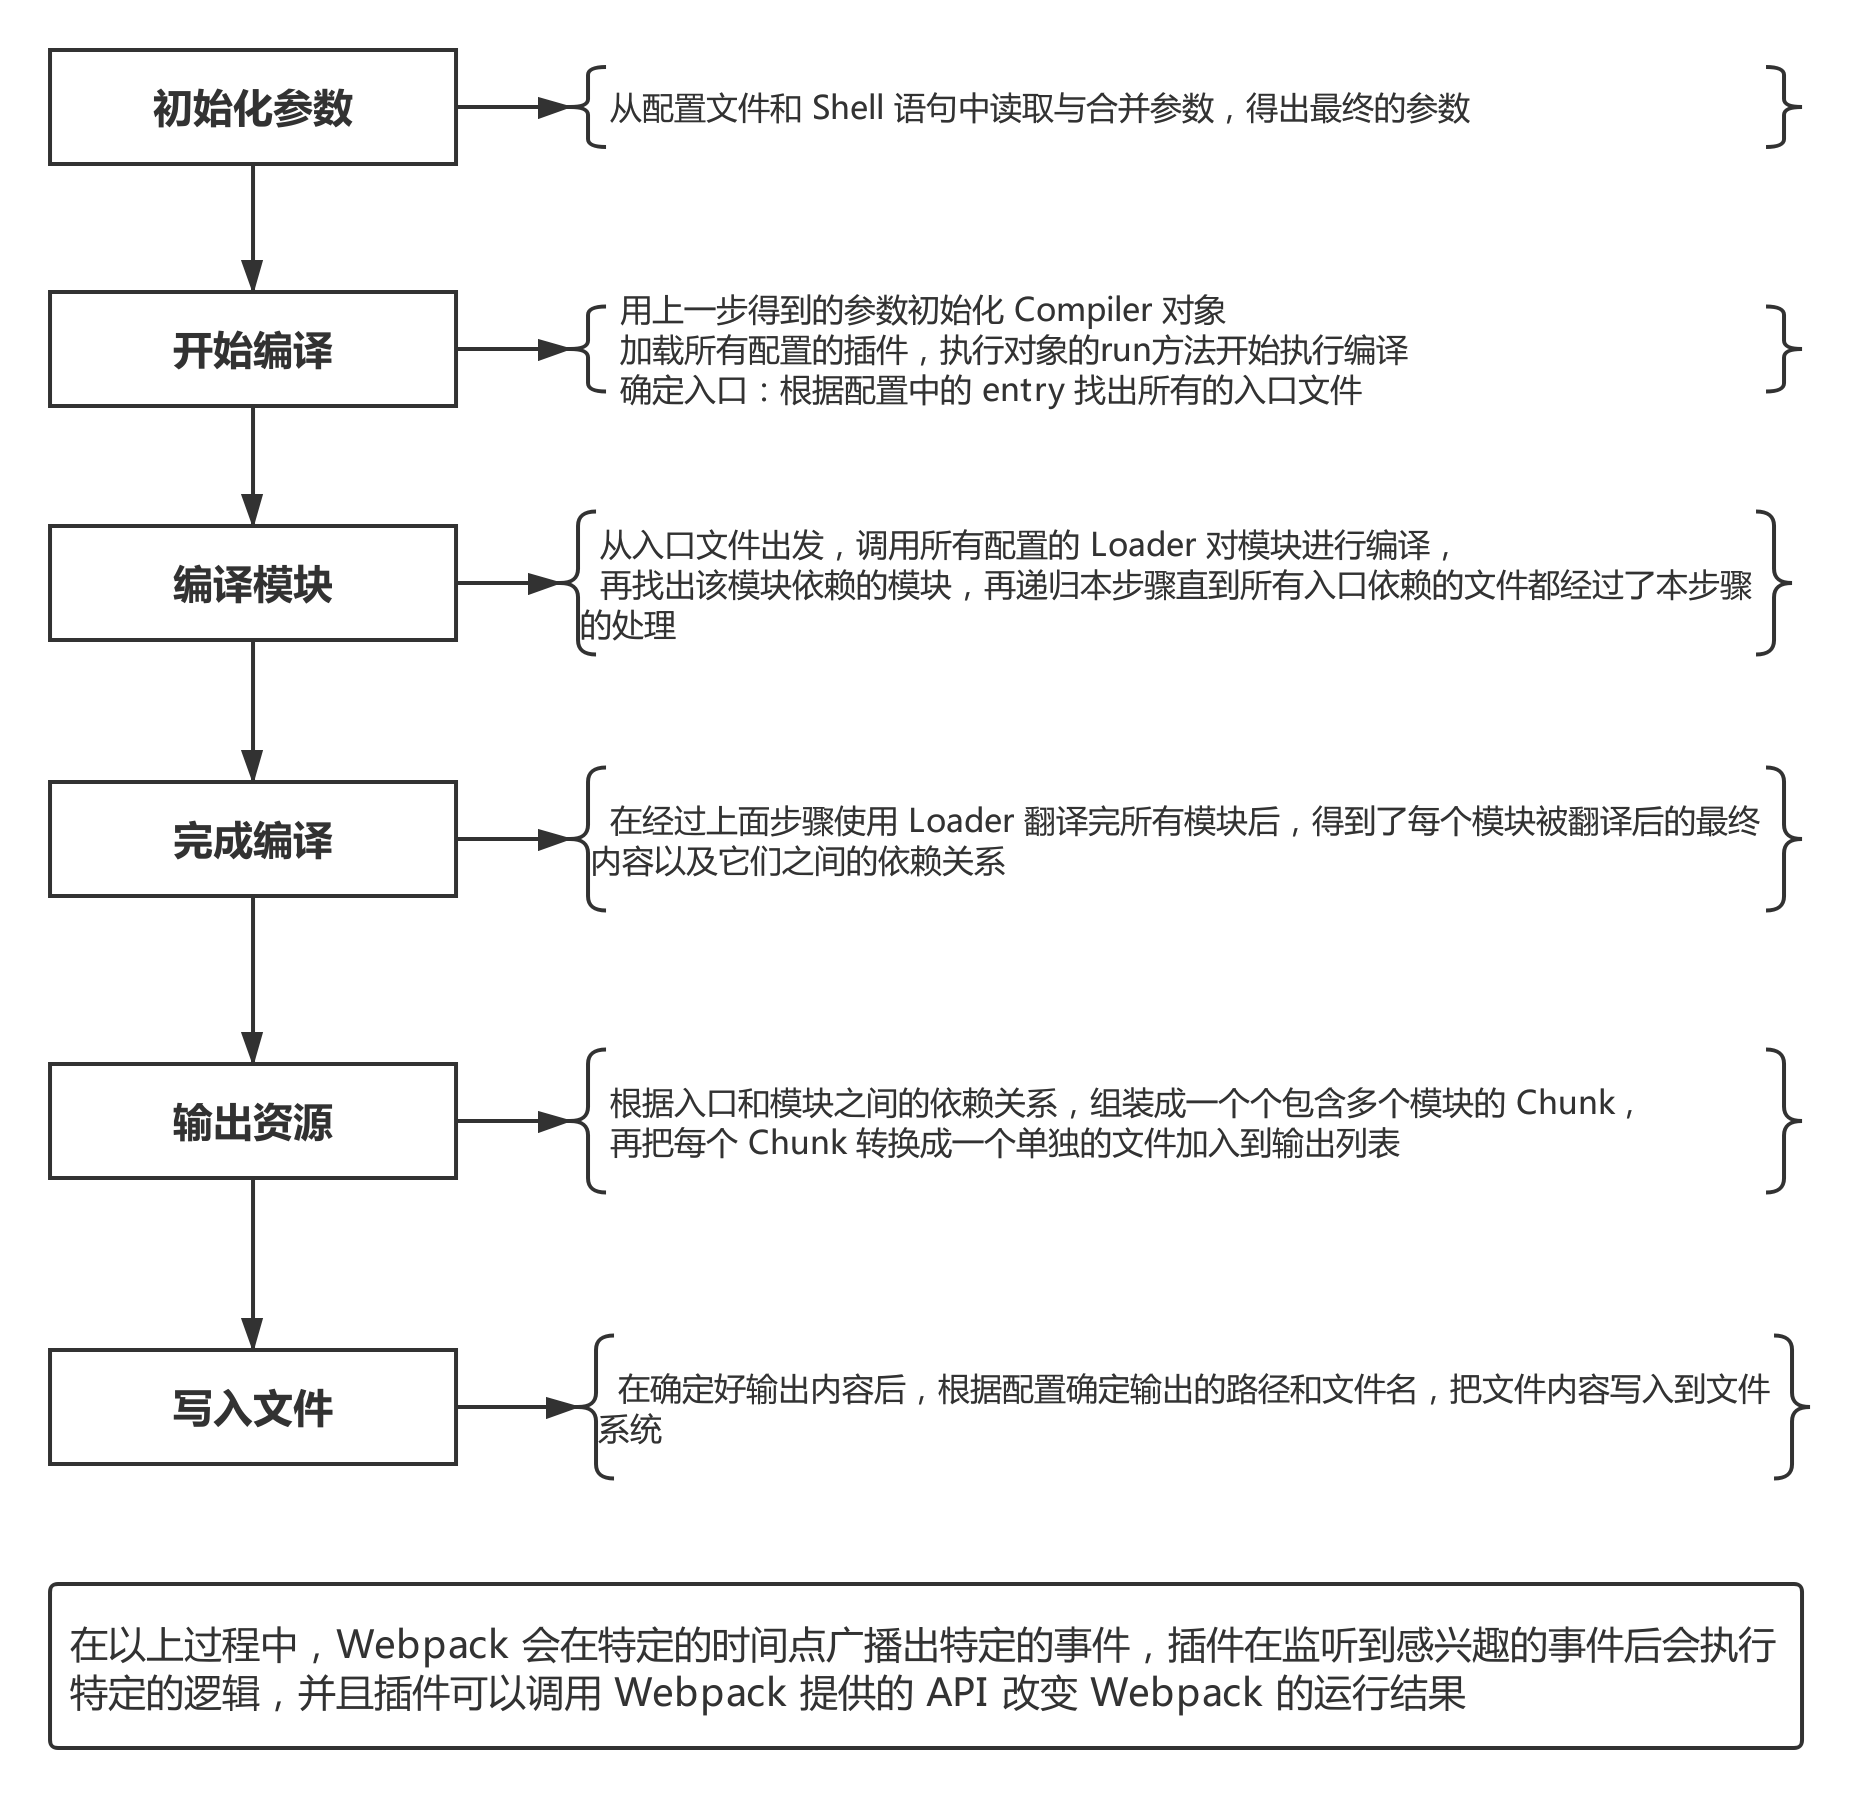 初始化参数
从配置文件和 Shell 语句中读取与合并参数，得出最终的参数
开始编译
用上一步得到的参数初始化 Compiler 对象
加载所有配置的插件，执行对象的run方法开始执行编译
确定入口：根据配置中的 entry 找出所有的入口文件
编译模块
从入口文件出发，调用所有配置的 Loader 对模块进行编译，
再找出该模块依赖的模块，再递归本步骤直到所有入口依赖的文件都经过了本步骤
的处理
完成编译
在经过上面步骤使用 Loader 翻译完所有模块后，得到了每个模块被翻译后的最终
内容以及它们之间的依赖关系
输出资源
根据入口和模块之间的依赖关系，组装成一个个包含多个模块的 Chunk，
再把每个 Chunk 转换成一个单独的文件加入到输出列表
写入文件
在确定好输出内容后，根据配置确定输出的路径和文件名，把文件内容写入到文件
系统
在以上过程中，Webpack 会在特定的时间点广播出特定的事件，插件在监听到感兴趣的事件后会执行
特定的逻辑，并且插件可以调用 Webpack 提供的 API 改变 Webpack 的运行结果